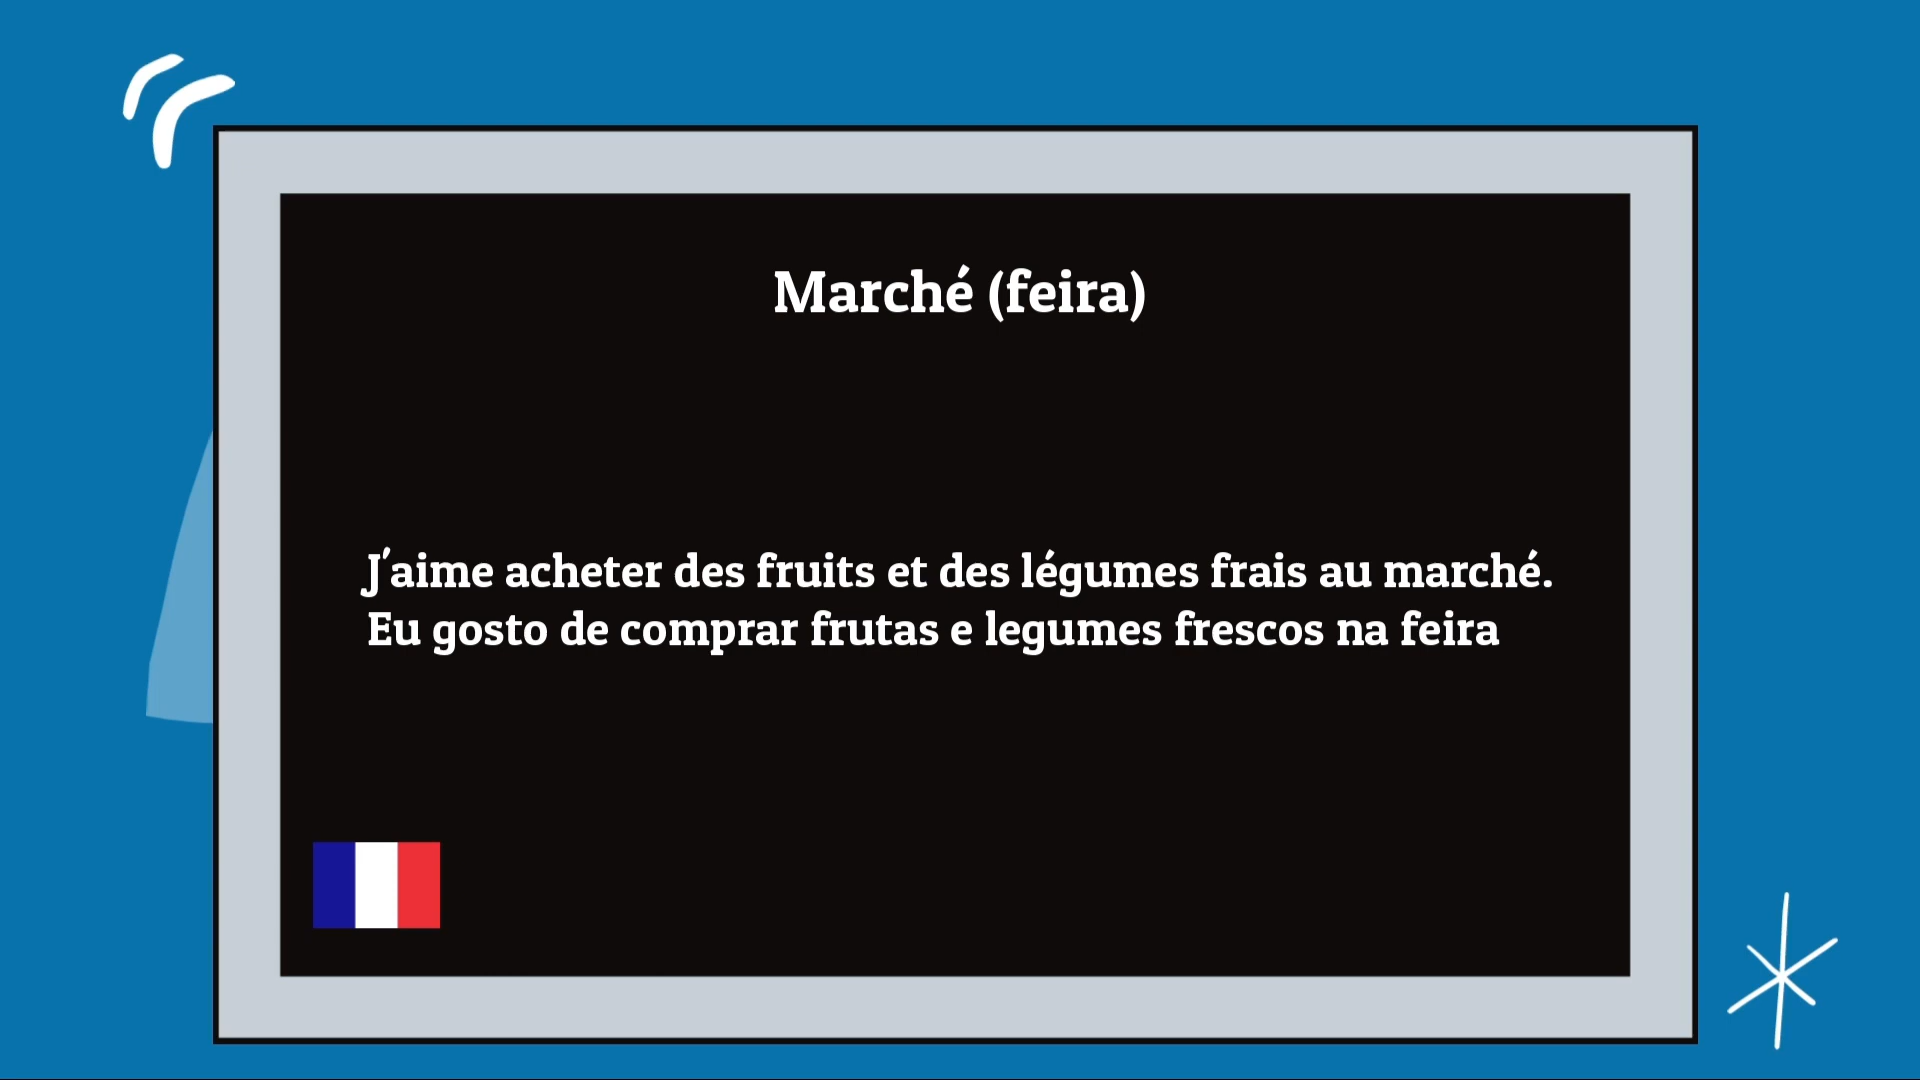 Marché (feira)
J'aime acheter des fruits et des légumes frais au marché.
Eu gosto de comprar frutas e legumes frescos na feira